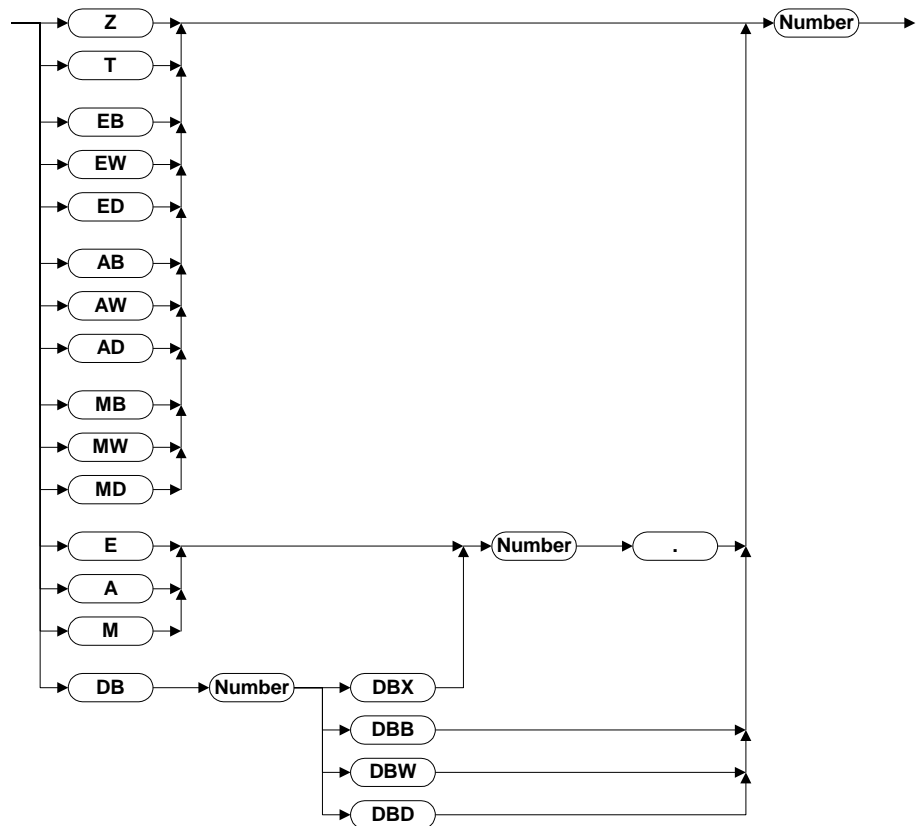 Z Number
T
EB
EW
ED
AB
AW
AD
MB
MW
MD
E Number .
A
M
DB Number DBX
DBB
DBW
DBD